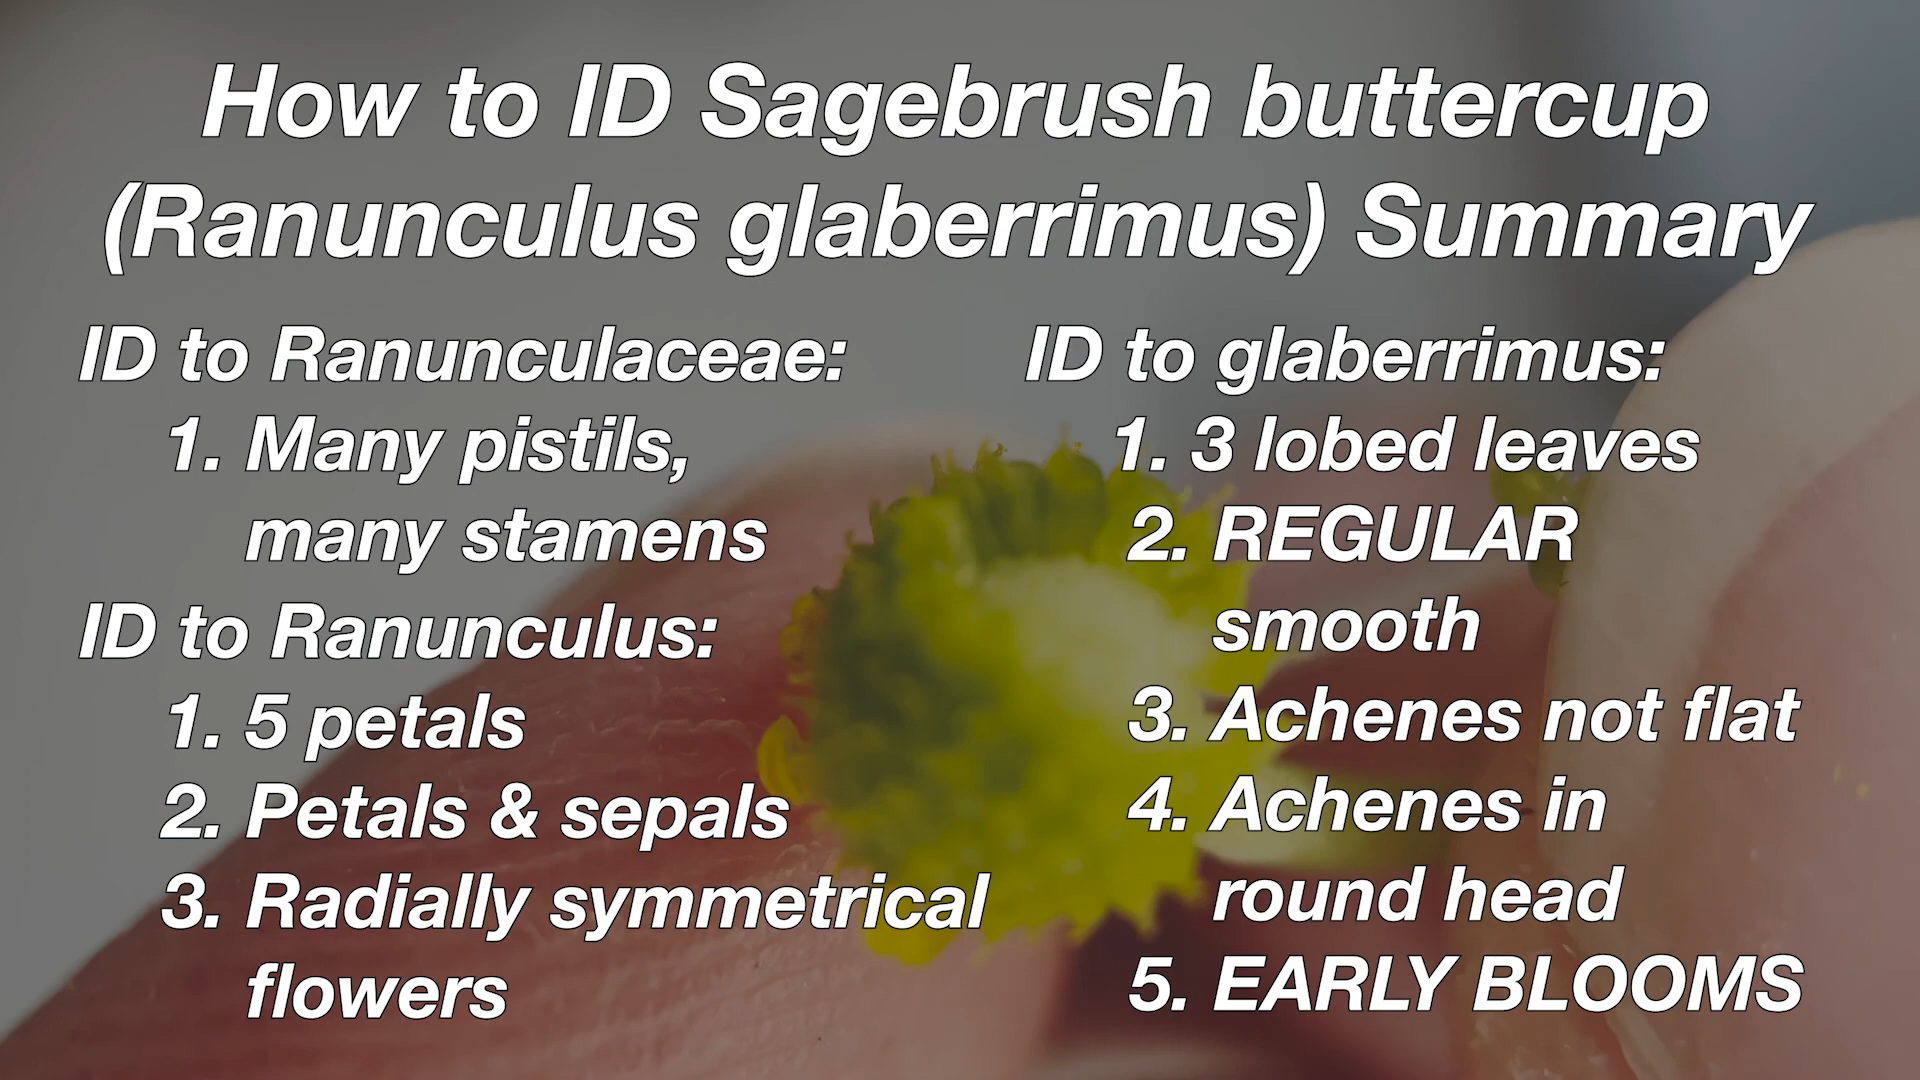 How to ID Sagebrush buttercup
(Ranunculus glaberrimus) Summary
ID to Ranunculaceae:
1. Many pistils,
many stamens
ID to Ranunculus:
1. 5 petals
2. Petals & sepals
3. Radially symmetrical
flowers
ID to glaberrimus:
1. 3 lobed leaves
2. REGULAR
smooth
3. Achenes not flat
4. Achenes in
round head
5. EARLY BLOOMS